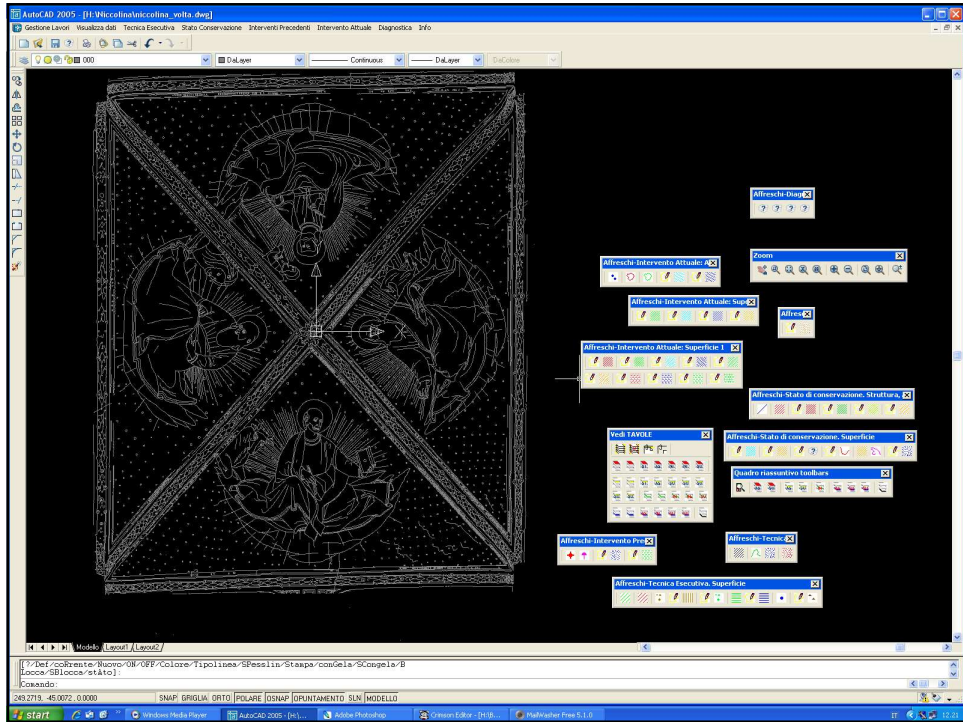 AutoCAD 2005 - [H:\Niccolina\niccolina_volta.dwg]
Gestione Lavori Visualizza dati Tecnica Esecutiva Stato Conservazione Interventi Precedenti Intervento Attuale Diagnostica Info
000 DaLayer Continuous DaLayer DaColore
Affreschi-Diag
Zoom
Affreschi-Intervento Attuale: A
Affreschi-Intervento Attuale: Supe
Affres
Affreschi-Intervento Attuale: Superficie 1
Affreschi-Stato di conservazione. Struttura,
Vedi TAVOLE
Affreschi-Stato di conservazione. Superficie
Quadro riassuntivo toolbars
Affreschi-Intervento Pre
Affreschi-Tecnica
Affreschi-Tecnica Esecutiva. Superficie
Modello Layout1 Layout2
[?/Def/coRrente/Nuovo/ON/OFF/Colore/Tipolinea/SPesslin/Stampa/conGela/SCongela/B
Locca/SBlocca/stAto]:
Comando:
249.2719, -45.0072, 0.0000 SNAP GRIGLIA ORTO POLARE OSNAP OPUNTAMENTO SLN MODELLO
start Windows Media Player AutoCAD 2005 - [H:\... Adobe Photoshop Crimson Editor - [H:\B... MailWasher Free 5.1.0 IT 12.21